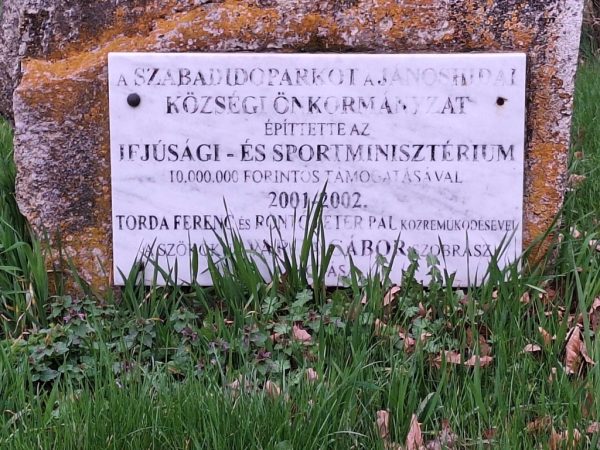 A SZABADIDŐPARKOT A JÁNOSHIDAI
KÖZSÉGI ÖNKORMÁNYZAT
ÉPÍTTETTE AZ
IFJÚSÁGI - ÉS SPORTMINISZTÉRIUM
10.000.000 FORINTOS TÁMOGATÁSÁVAL
2001-2002.
TORDA FERENC ÉS PÁL KÖZREMŰKÖDÉSÉVEL
A GÁBOR SZOBRÁSZ